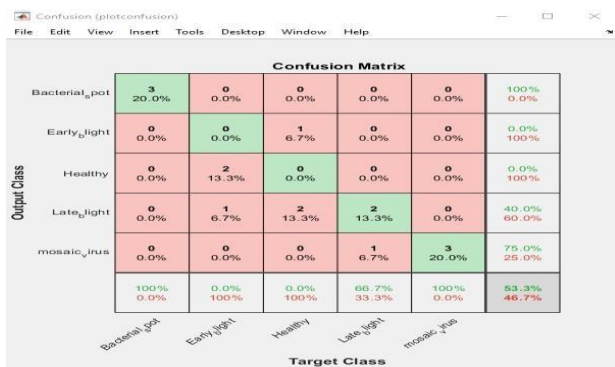 Confusion (plotconfusion)
File Edit View Insert Tools Desktop Window Help
Confusion Matrix
Bacterial_spot 3 0 0 0 0 100%
20.0% 0.0% 0.0% 0.0% 0.0% 0.0%
Early_blight 0 0 1 0 0 0.0%
0.0% 0.0% 6.7% 0.0% 0.0% 100%
Healthy 0 2 0 0 0 0.0%
0.0% 13.3% 0.0% 0.0% 0.0% 100%
Late_blight 0 1 2 2 0 40.0%
0.0% 6.7% 13.3% 13.3% 0.0% 60.0%
mosaic_virus 0 0 0 1 3 75.0%
0.0% 0.0% 0.0% 6.7% 20.0% 25.0%
100% 0.0% 0.0% 66.7% 100% 53.3%
0.0% 100% 100% 33.3% 0.0% 46.7%
Bacterial_spot Early_blight Healthy Late_blight mosaic_virus
Target Class
Output Class